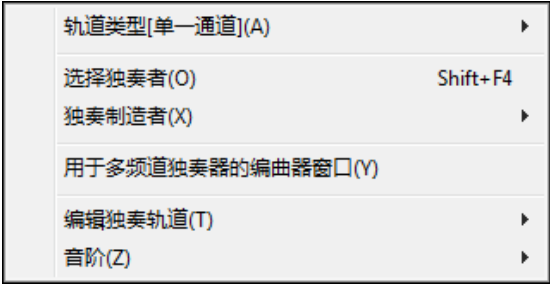 轨道类型[单一通道](A)
选择独奏者(O) Shift+F4
独奏制造者(X)
用于多频道独奏器的编曲器窗口(Y)
编辑独奏轨道(T)
音阶(Z)